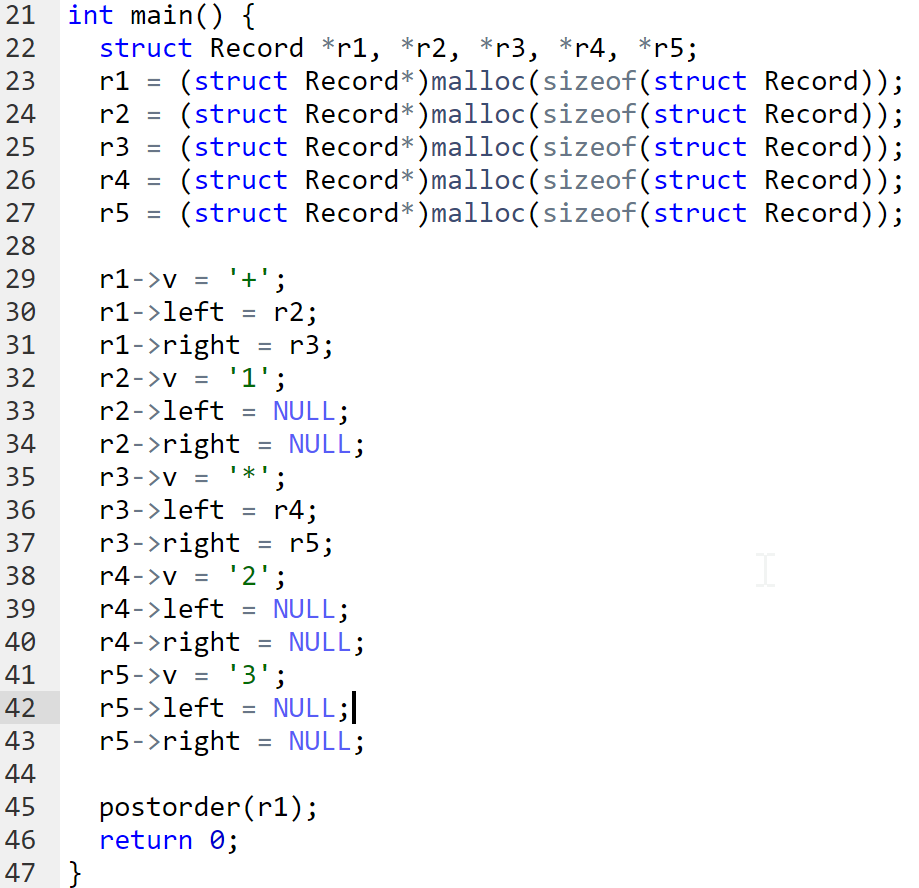 21 int main() {
22   struct Record *r1, *r2, *r3, *r4, *r5;
23   r1 = (struct Record*)malloc(sizeof(struct Record));
24   r2 = (struct Record*)malloc(sizeof(struct Record));
25   r3 = (struct Record*)malloc(sizeof(struct Record));
26   r4 = (struct Record*)malloc(sizeof(struct Record));
27   r5 = (struct Record*)malloc(sizeof(struct Record));
28
29   r1->v = '+';
30   r1->left = r2;
31   r1->right = r3;
32   r2->v = '1';
33   r2->left = NULL;
34   r2->right = NULL;
35   r3->v = '*';
36   r3->left = r4;
37   r3->right = r5;
38   r4->v = '2';
39   r4->left = NULL;
40   r4->right = NULL;
41   r5->v = '3';
42   r5->left = NULL;
43   r5->right = NULL;
44
45   postorder(r1);
46   return 0;
47 }